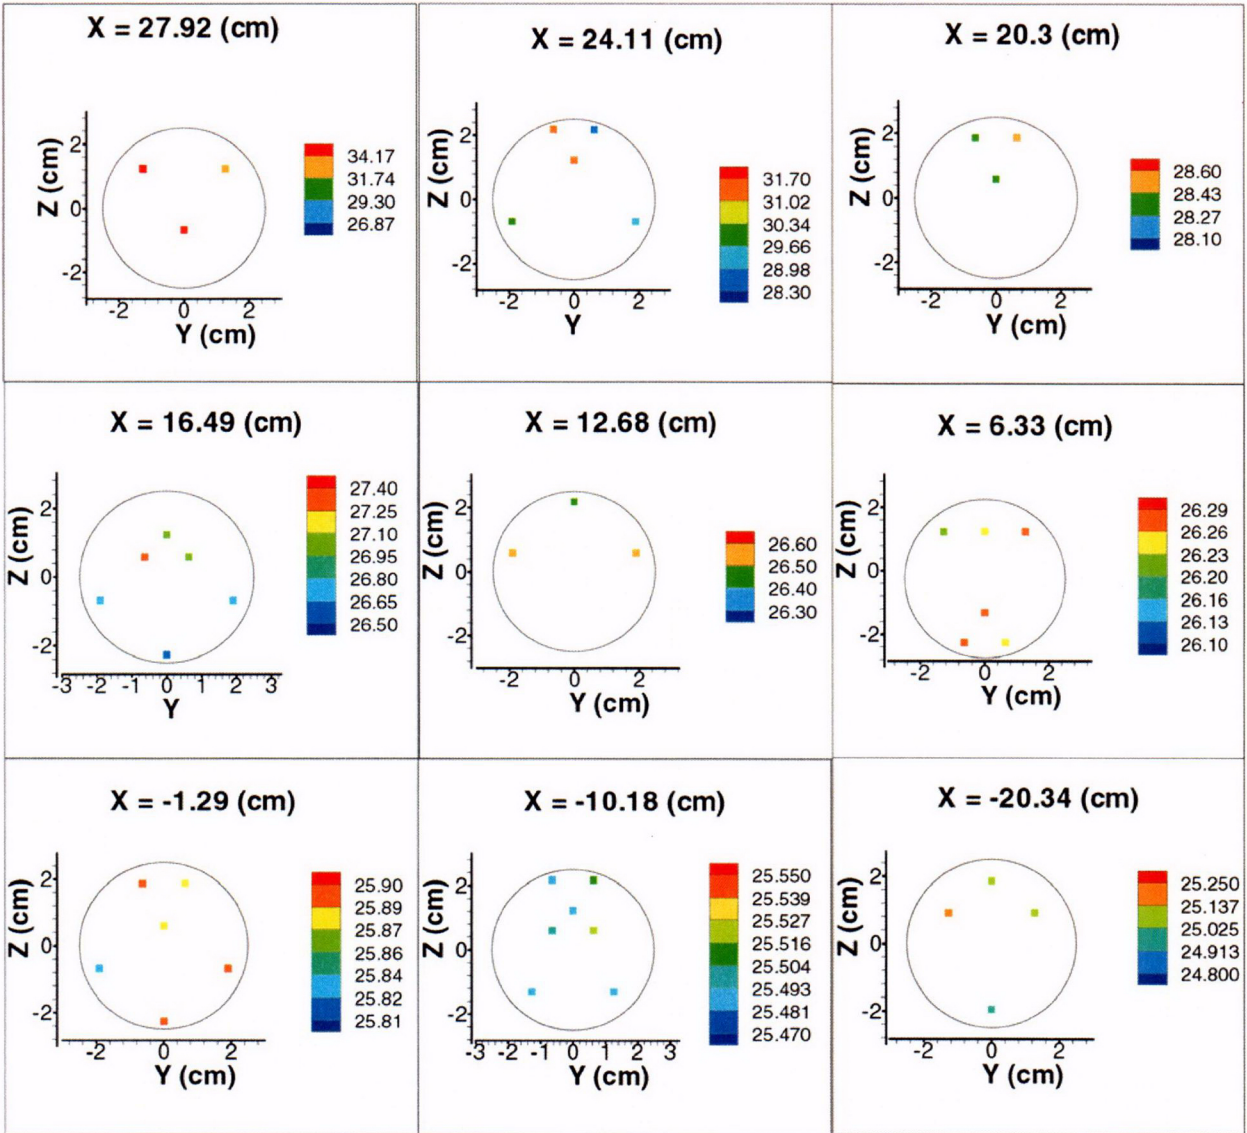 X = 27.92 (cm)
Z (cm)
2
0
-2
-2 0 2
Y (cm)
34.17
31.74
29.30
26.87
X = 24.11 (cm)
Z (cm)
2
0
-2
-2 0 2
Y
31.70
31.02
30.34
29.66
28.98
28.30
X = 20.3 (cm)
Z (cm)
2
0
-2
-2 0 2
Y (cm)
28.60
28.43
28.27
28.10
X = 16.49 (cm)
Z (cm)
2
0
-2
-3 -2 -1 0 1 2 3
Y
27.40
27.25
27.10
26.95
26.80
26.65
26.50
X = 12.68 (cm)
Z (cm)
2
0
-2
-2 0 2
Y (cm)
26.60
26.50
26.40
26.30
X = 6.33 (cm)
Z (cm)
2
0
-2
-2 0 2
Y (cm)
26.29
26.26
26.23
26.20
26.16
26.13
26.10
X = -1.29 (cm)
Z (cm)
2
0
-2
-2 0 2
Y (cm)
25.90
25.89
25.87
25.86
25.84
25.82
25.81
X = -10.18 (cm)
Z (cm)
2
0
-2
-3 -2 -1 0 1 2 3
Y (cm)
25.550
25.539
25.527
25.516
25.504
25.493
25.481
25.470
X = -20.34 (cm)
Z (cm)
2
0
-2
-2 0 2
Y (cm)
25.250
25.137
25.025
24.913
24.800